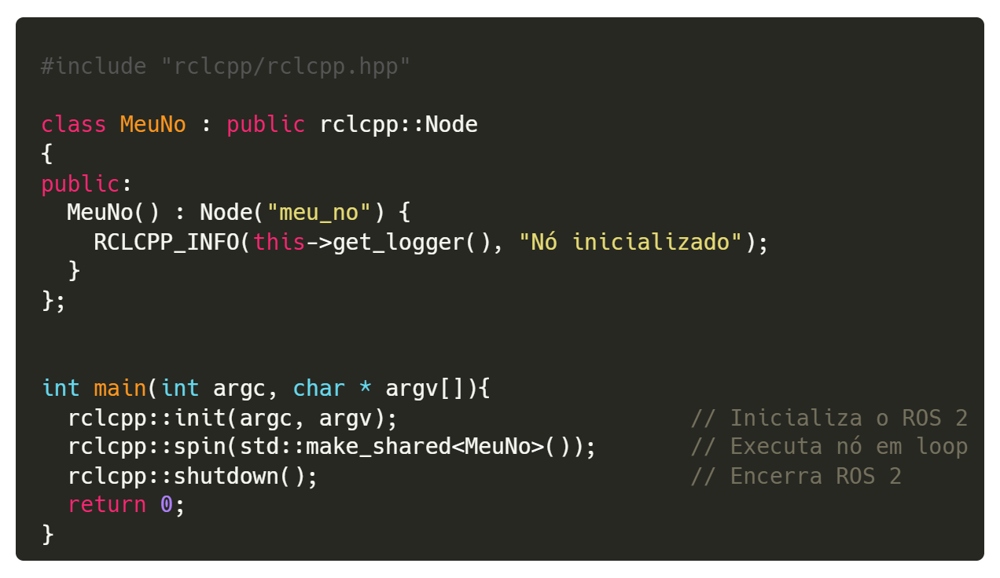 #include "rclcpp/rclcpp.hpp"
class MeuNo : public rclcpp::Node
{
public:
  MeuNo() : Node("meu_no") {
    RCLCPP_INFO(this->get_logger(), "Nó inicializado");
  }
};
int main(int argc, char * argv[]){
  rclcpp::init(argc, argv);                      // Inicializa o ROS 2
  rclcpp::spin(std::make_shared<MeuNo>());       // Executa nó em loop
  rclcpp::shutdown();                            // Encerra ROS 2
  return 0;
}